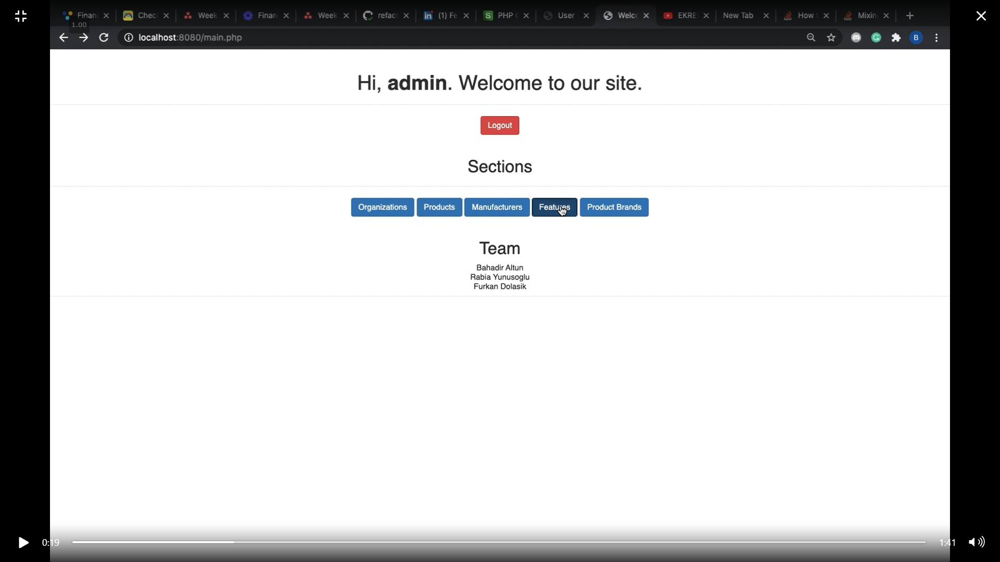 Finan Chec Week Finan Week refac (1) Fe PHP ( User Welc EKRE New Tab How t Mixin
1.00
localhost:8080/main.php
B
Hi, admin. Welcome to our site.
Logout
Sections
Organizations Products Manufacturers Features Product Brands
Team
Bahadir Altun
Rabia Yunusoglu
Furkan Dolasik
0:19 1:41